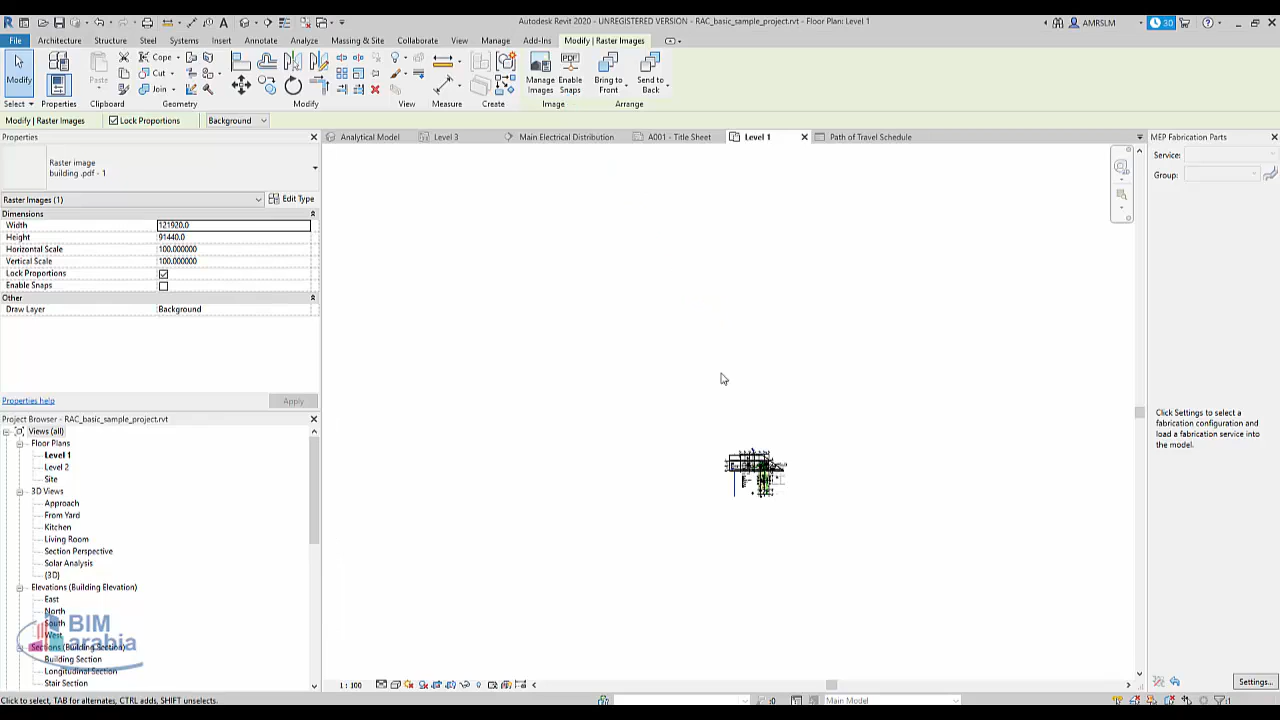 Autodesk Revit 2020 - UNREGISTERED VERSION - RAC_basic_sample_project.rvt - Floor Plan: Level 1
AMRSLM
30
File Architecture Structure Steel Systems Insert Annotate Analyze Massing & Site Collaborate View Manage Add-Ins Modify | Raster Images
Modify
Paste
Cope
Cut
Join
Manage Images
Enable Snaps
Bring to Front
Send to Back
Select Properties Clipboard Geometry Modify View Measure Create Image Arrange
Modify | Raster Images Lock Proportions Background
Properties
Analytical Model Level 3 Main Electrical Distribution A001 - Title Sheet Level 1 Path of Travel Schedule
MEP Fabrication Parts
Service:
Group:
Raster image
building .pdf - 1
Raster Images (1) Edit Type
Dimensions
Width 121920.0
Height 91440.0
Horizontal Scale 100.000000
Vertical Scale 100.000000
Lock Proportions
Enable Snaps
Other
Draw Layer Background
Properties help Apply
Project Browser - RAC_basic_sample_project.rvt
Views (all)
Floor Plans
Level 1
Level 2
Site
3D Views
Approach
From Yard
Kitchen
Living Room
Section Perspective
Solar Analysis
{3D}
Elevations (Building Elevation)
East
North
South
West
Sections (Building Section)
Building Section
Longitudinal Section
Stair Section
BIM
arabia
Click Settings to select a
fabrication configuration and
load a fabrication service into
the model.
Settings...
1 : 100
Click to select, TAB for alternates, CTRL adds, SHIFT unselects.
:0
Main Model
:1